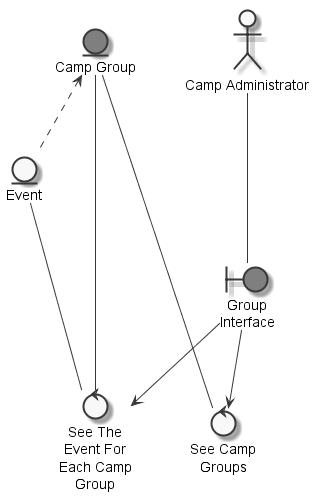 Camp Group
Camp Administrator
Event
Group
Interface
See The
Event For
Each Camp
Group
See Camp
Groups